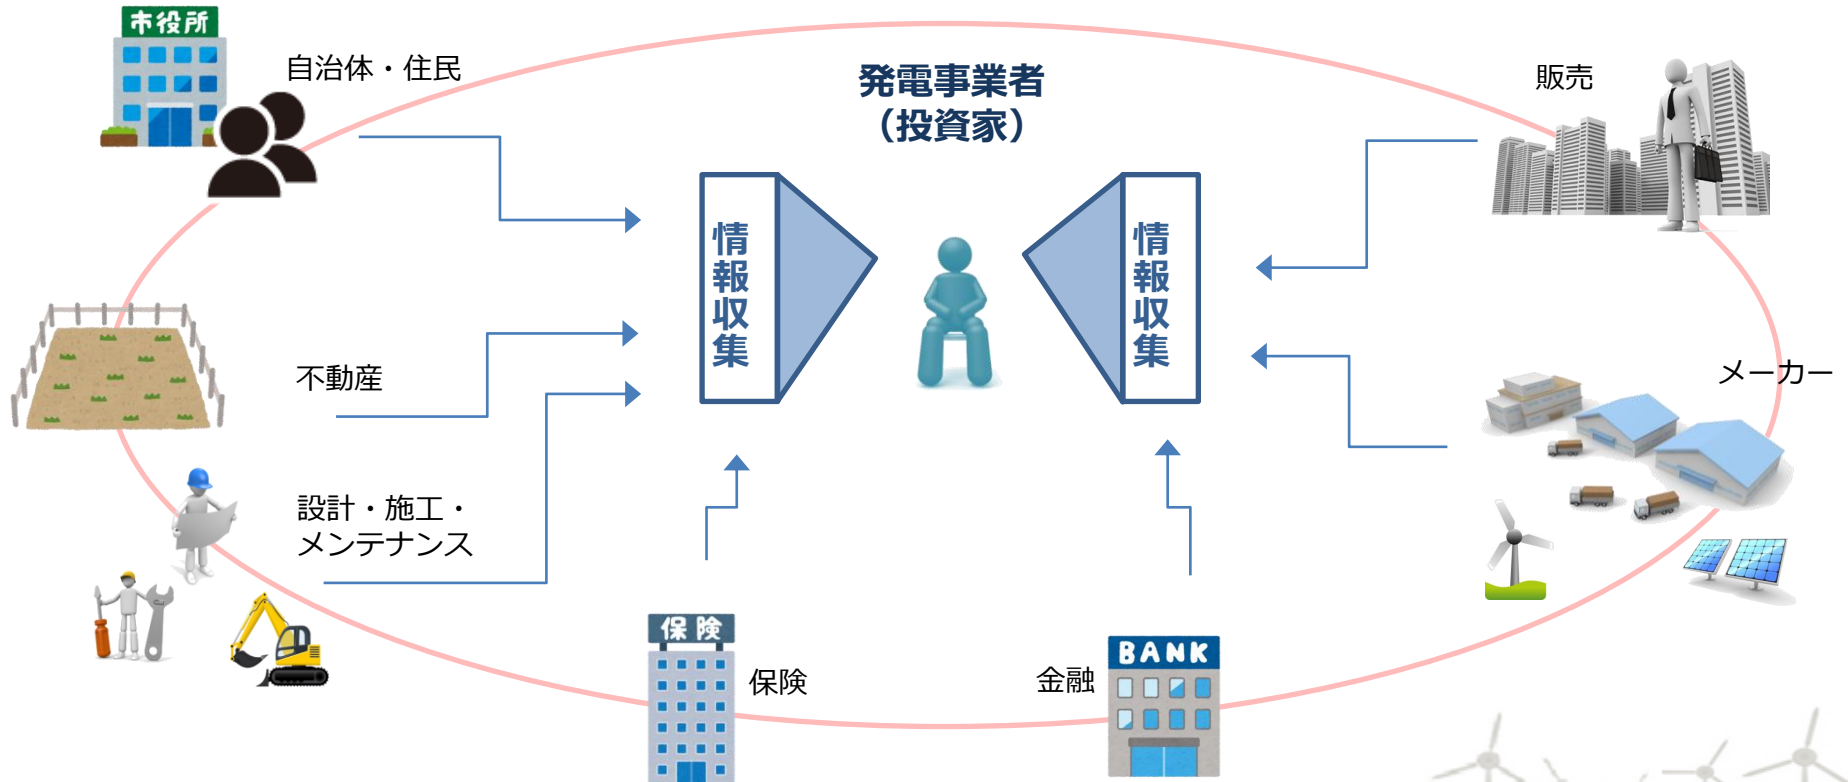 市役所
自治体・住民
発電事業者
（投資家）
販売
情報収集
情報収集
不動産
メーカー
設計・施工・
メンテナンス
保険
保険
金融
BANK